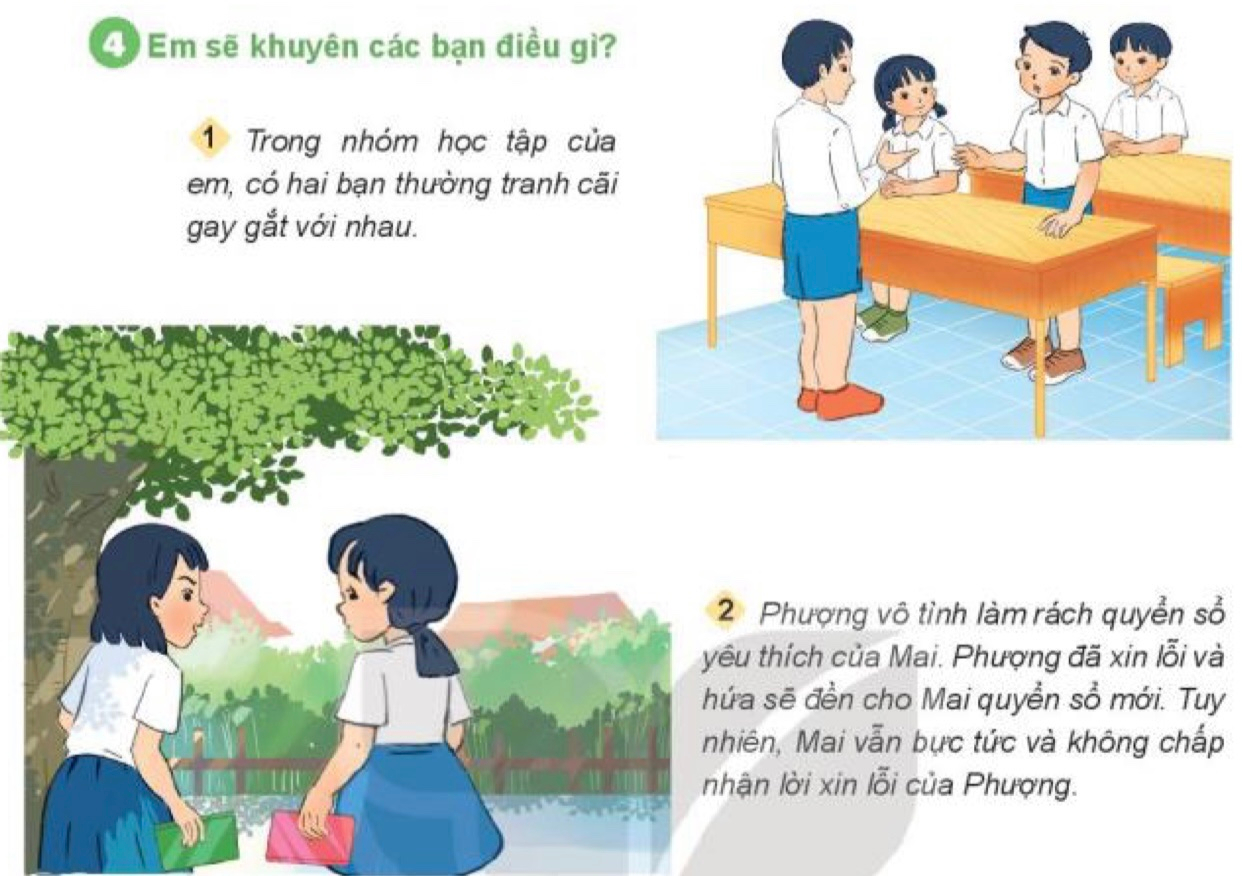 4 Em sẽ khuyên các bạn điều gì?
1 Trong nhóm học tập của
em, có hai bạn thường tranh cãi
gay gắt với nhau.
2 Phượng vô tình làm rách quyển sổ
yêu thích của Mai. Phượng đã xin lỗi và
hứa sẽ đền cho Mai quyển sổ mới. Tuy
nhiên, Mai vẫn bực tức và không chấp
nhận lời xin lỗi của Phượng.